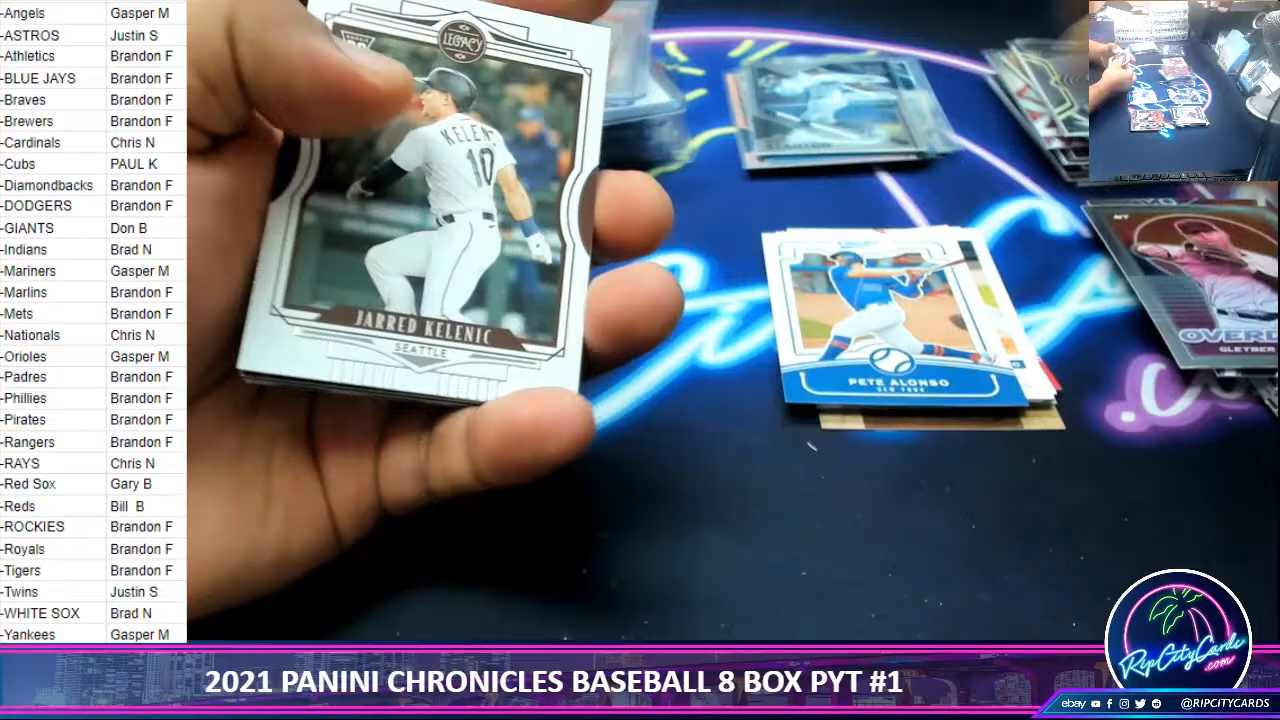 -Angels Gasper M
-ASTROS Justin S
-Athletics Brandon F
-BLUE JAYS Brandon F
-Braves Brandon F
-Brewers Brandon F
-Cardinals Chris N
-Cubs PAUL K
-Diamondbacks Brandon F
-DODGERS Brandon F
-GIANTS Don B
-Indians Brad N
-Mariners Gasper M
-Marlins Brandon F
-Mets Brandon F
-Nationals Chris N
-Orioles Gasper M
-Padres Brandon F
-Phillies Brandon F
-Pirates Brandon F
-Rangers Brandon F
-RAYS Chris N
-Red Sox Gary B
-Reds Bill B
-ROCKIES Brandon F
-Royals Brandon F
-Tigers Brandon F
-Twins Justin S
-WHITE SOX Brad N
-Yankees Gasper M
LEGACY
KELENIC
10
JARRED KELENIC
SEATTLE
PETE ALONSO
NEW YORK
NY
OVERD
GLEYBER
2021 PANINI CHRONICLES BASEBALL 8 BOX PYT #1
RipCityCards
.com
ebay @RIPCITYCARDS